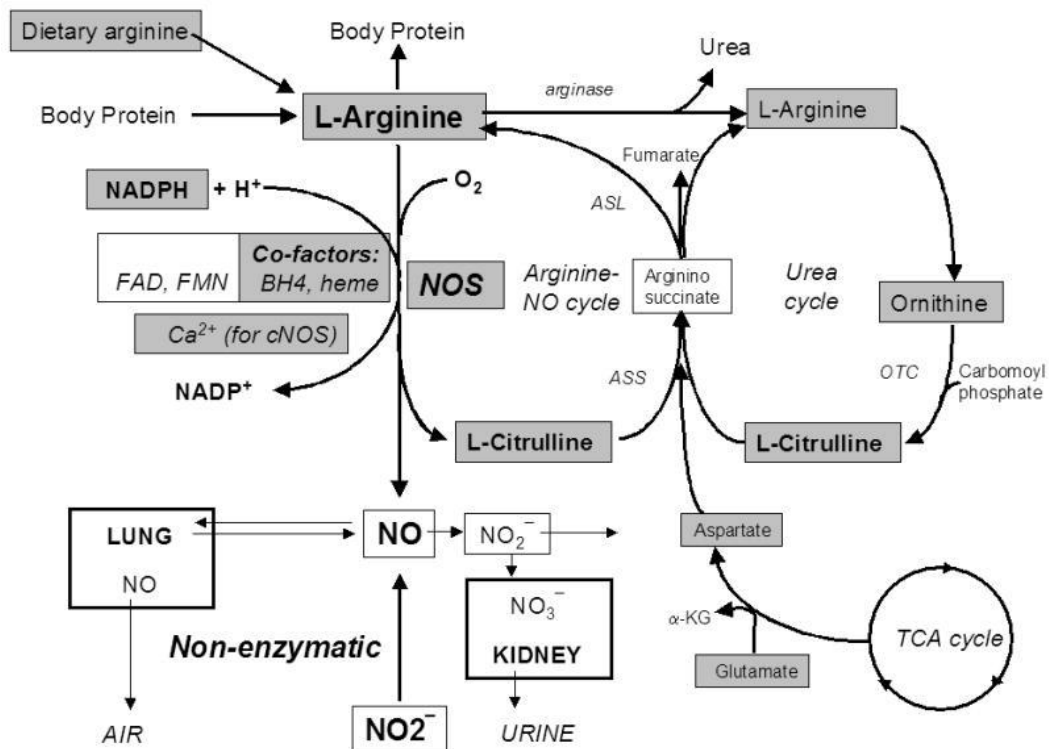 Dietary arginine
Body Protein
Urea
Body Protein
L-Arginine
arginase
L-Arginine
Fumarate
NADPH + H⁺
O₂
ASL
Co-factors:
FAD, FMN
BH4, heme
NOS
Arginine-
NO cycle
Arginino
succinate
Urea
cycle
Ornithine
Ca²⁺ (for cNOS)
ASS
OTC
Carbomoyl
phosphate
NADP⁺
L-Citrulline
L-Citrulline
LUNG
NO
NO
NO₂⁻
Aspartate
NO₃⁻
KIDNEY
α-KG
Glutamate
TCA cycle
Non-enzymatic
AIR
NO2⁻
URINE